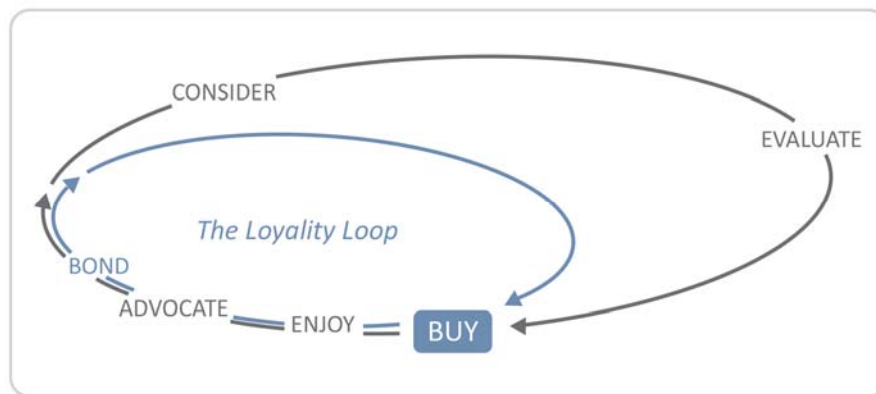 CONSIDER
EVALUATE
The Loyality Loop
BOND
ADVOCATE
ENJOY
BUY